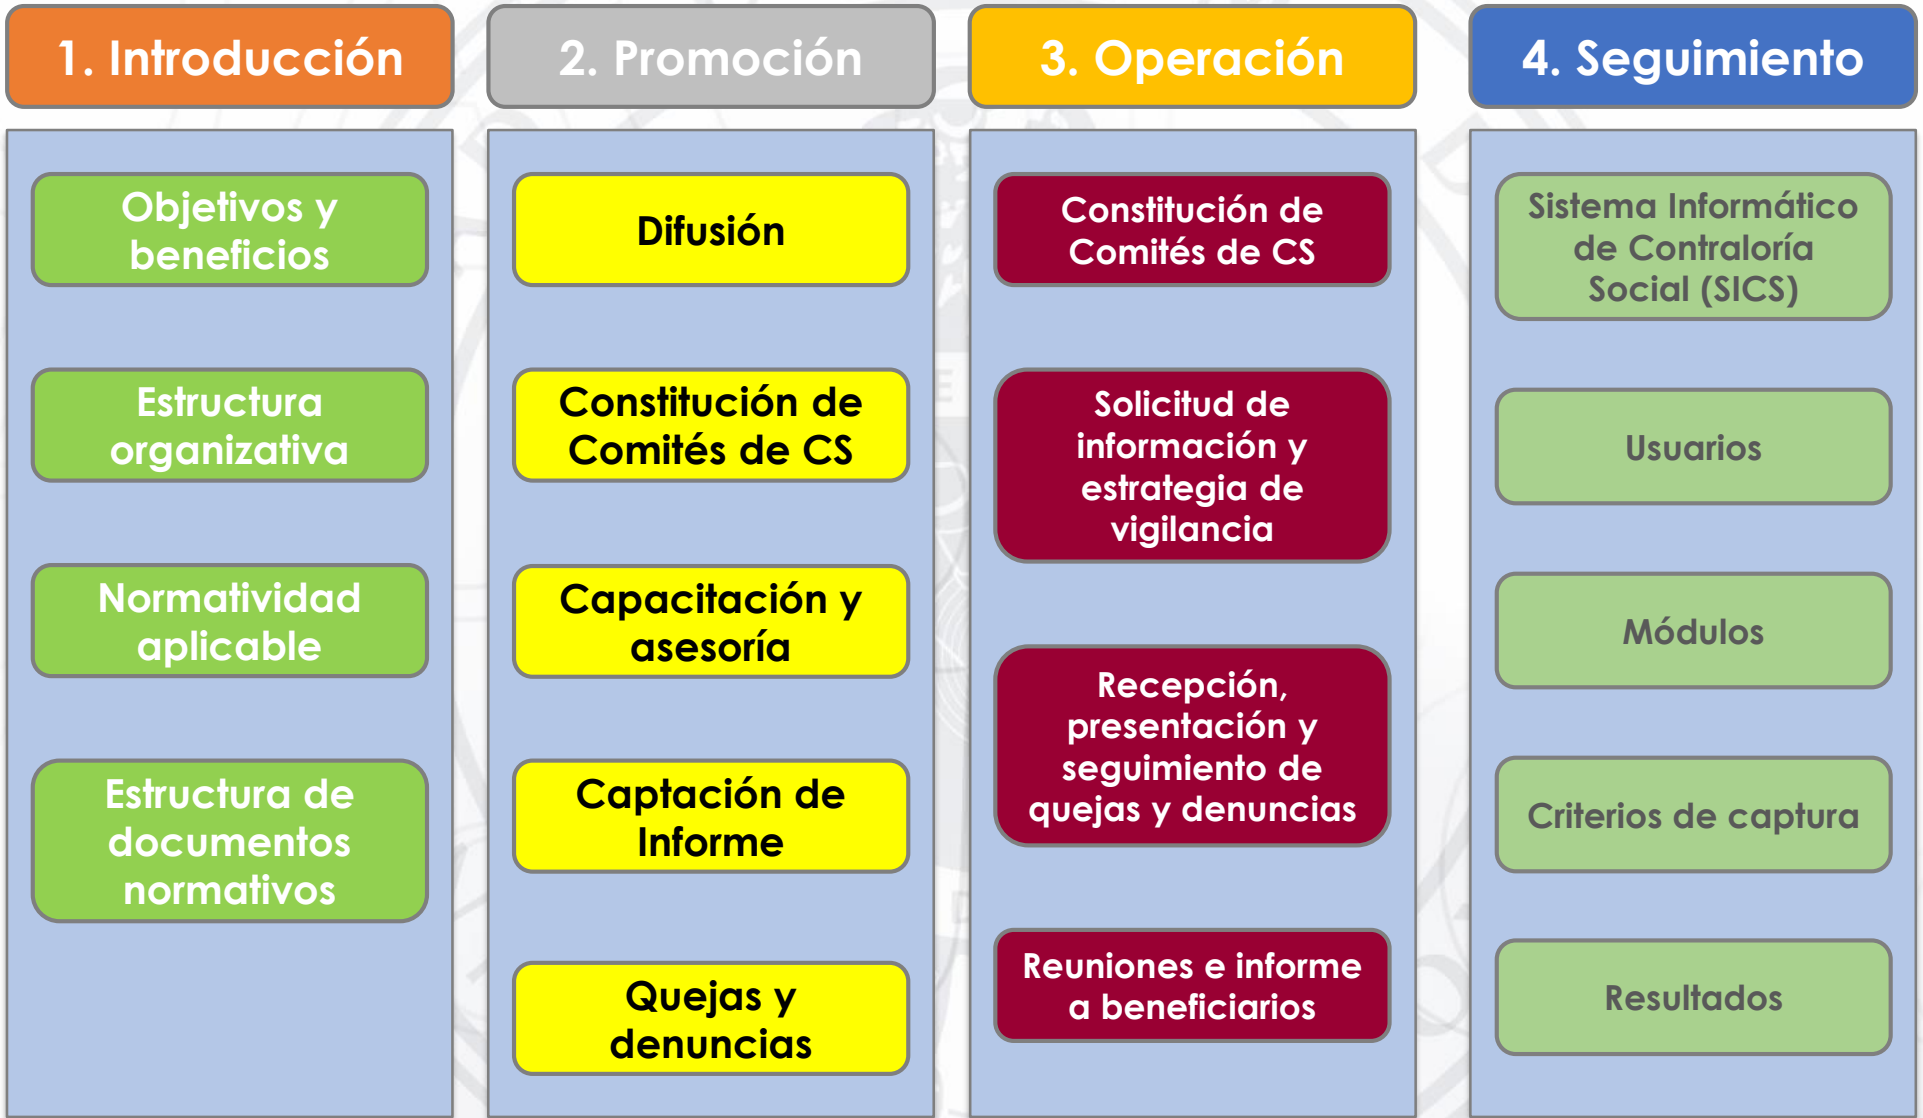 1. Introducción
2. Promoción
3. Operación
4. Seguimiento
Objetivos y
beneficios
Estructura
organizativa
Normatividad
aplicable
Estructura de
documentos
normativos
Difusión
Constitución de
Comités de CS
Capacitación y
asesoría
Captación de
Informe
Quejas y
denuncias
Constitución de
Comités de CS
Solicitud de
información y
estrategia de
vigilancia
Recepción,
presentación y
seguimiento de
quejas y denuncias
Reuniones e informe
a beneficiarios
Sistema Informático
de Contraloría
Social (SICS)
Usuarios
Módulos
Criterios de captura
Resultados